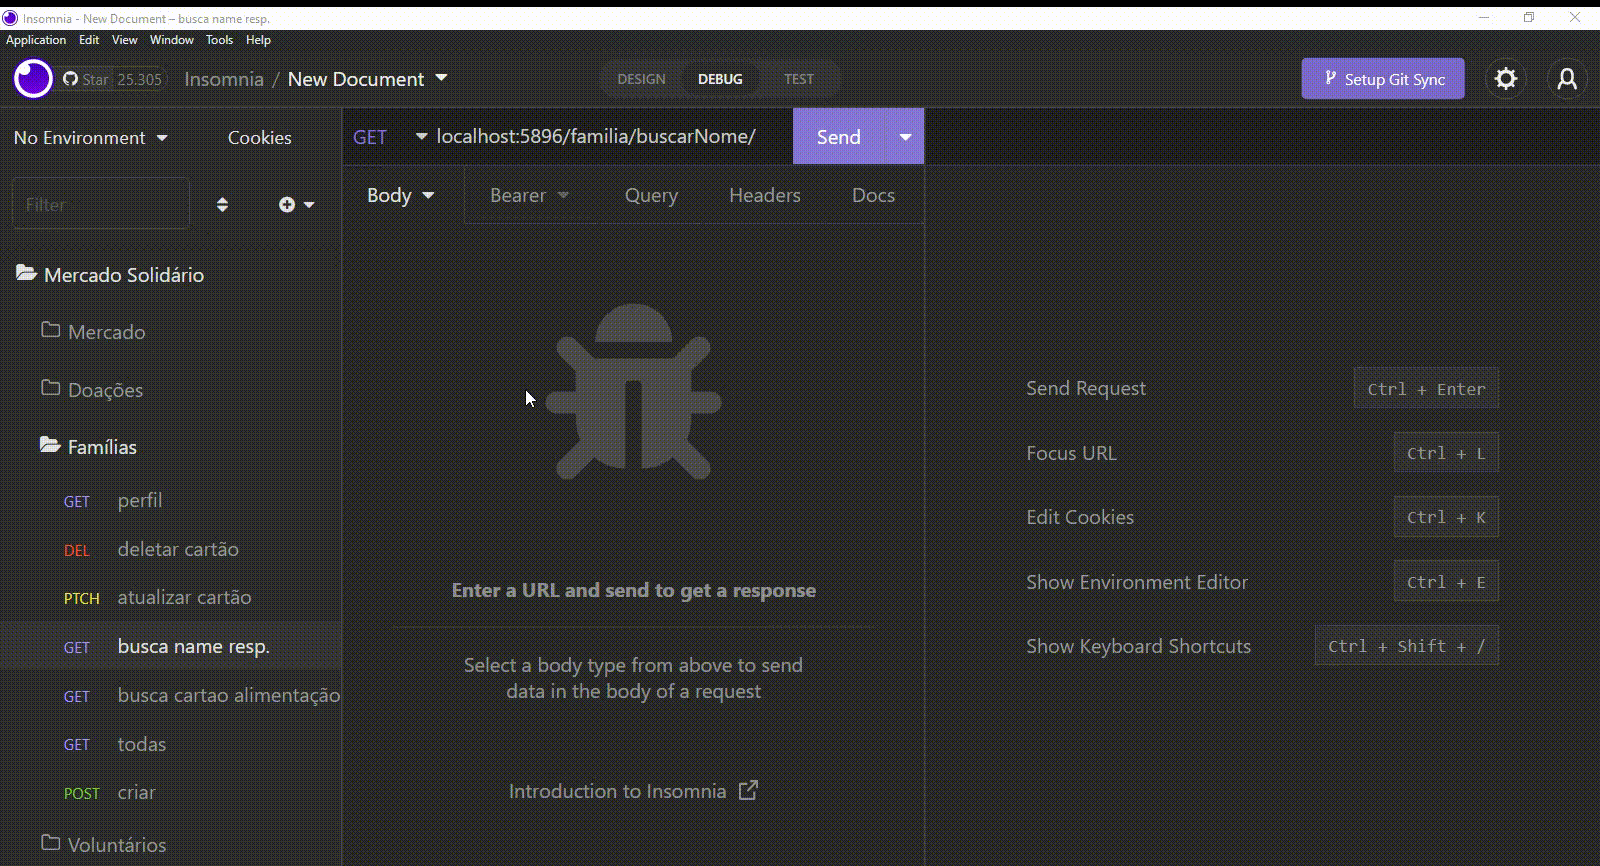 Insomnia - New Document – busca name resp.
Application Edit View Window Tools Help
Star 25.305 Insomnia / New Document DESIGN DEBUG TEST Setup Git Sync
No Environment Cookies
GET localhost:5896/familia/buscarNome/ Send
Body Bearer Query Headers Docs
Filter
Mercado Solidário
Mercado
Doações
Famílias
GET perfil
DEL deletar cartão
PTCH atualizar cartão
GET busca name resp.
GET busca cartao alimentação
GET todas
POST criar
Voluntários
Enter a URL and send to get a response
Select a body type from above to send
data in the body of a request
Introduction to Insomnia
Send Request Ctrl + Enter
Focus URL Ctrl + L
Edit Cookies Ctrl + K
Show Environment Editor Ctrl + E
Show Keyboard Shortcuts Ctrl + Shift + /